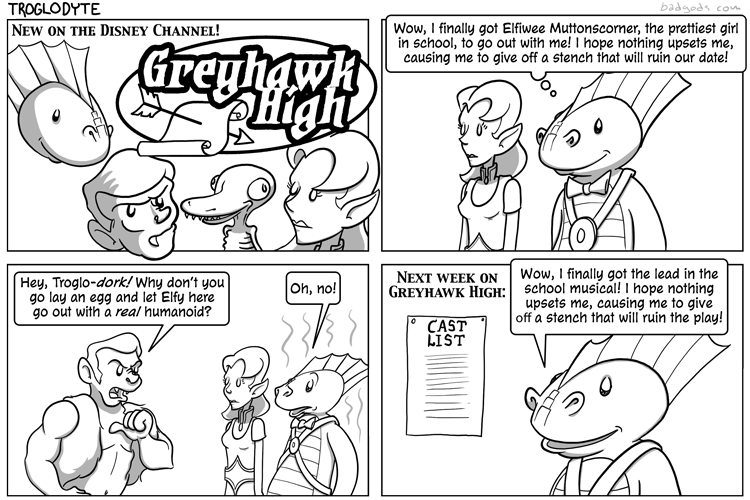 TROGLODYTE
badgods.com
NEW ON THE DISNEY CHANNEL!
Greyhawk
High
Wow, I finally got Elfiwee Muttonscorner, the prettiest girl
in school, to go out with me! I hope nothing upsets me,
causing me to give off a stench that will ruin our date!
Hey, Troglo-dork! Why don't you
go lay an egg and let Elfy here
go out with a real humanoid?
Oh, no!
NEXT WEEK ON
GREYHAWK HIGH:
CAST
LIST
Wow, I finally got the lead in the
school musical! I hope nothing
upsets me, causing me to give
off a stench that will ruin the play!